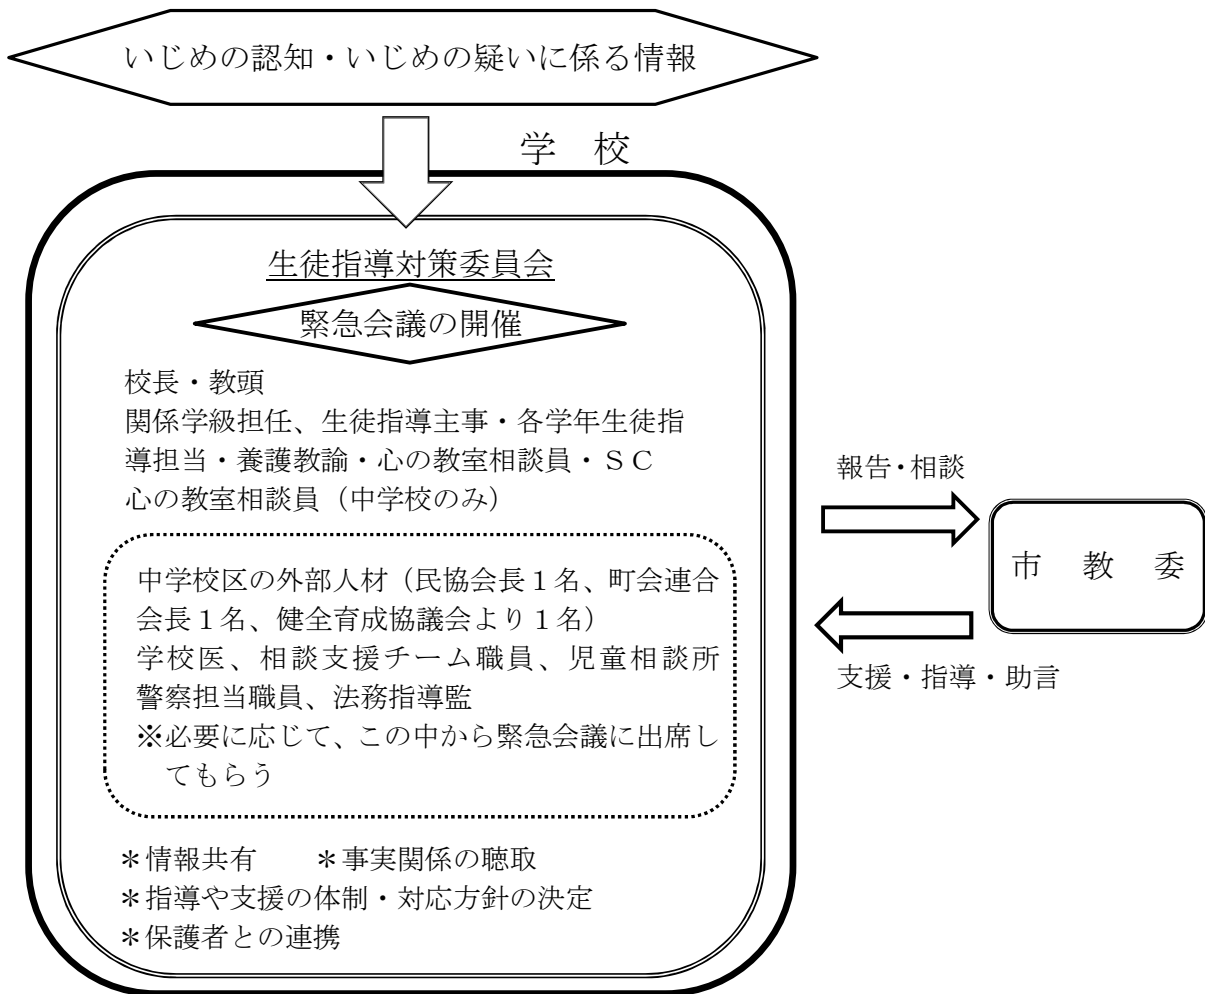 いじめの認知・いじめの疑いに係る情報
学　校
生徒指導対策委員会
緊急会議の開催
校長・教頭
関係学級担任、生徒指導主事・各学年生徒指
導担当・養護教諭・心の教室相談員・ＳＣ
心の教室相談員（中学校のみ）
中学校区の外部人材（民協会長１名、町会連合
会長１名、健全育成協議会より１名）
学校医、相談支援チーム職員、児童相談所
警察担当職員、法務指導監
※必要に応じて、この中から緊急会議に出席し
てもらう
＊情報共有　　＊事実関係の聴取
＊指導や支援の体制・対応方針の決定
＊保護者との連携
報告・相談
市　教　委
支援・指導・助言